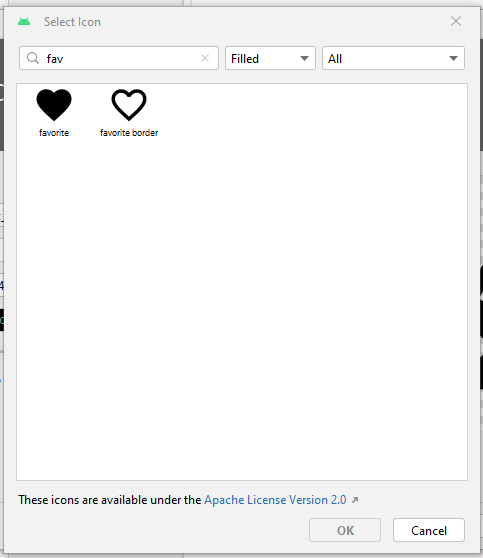 Select Icon
fav
Filled
All
favorite
favorite border
These icons are available under the Apache License Version 2.0
OK
Cancel